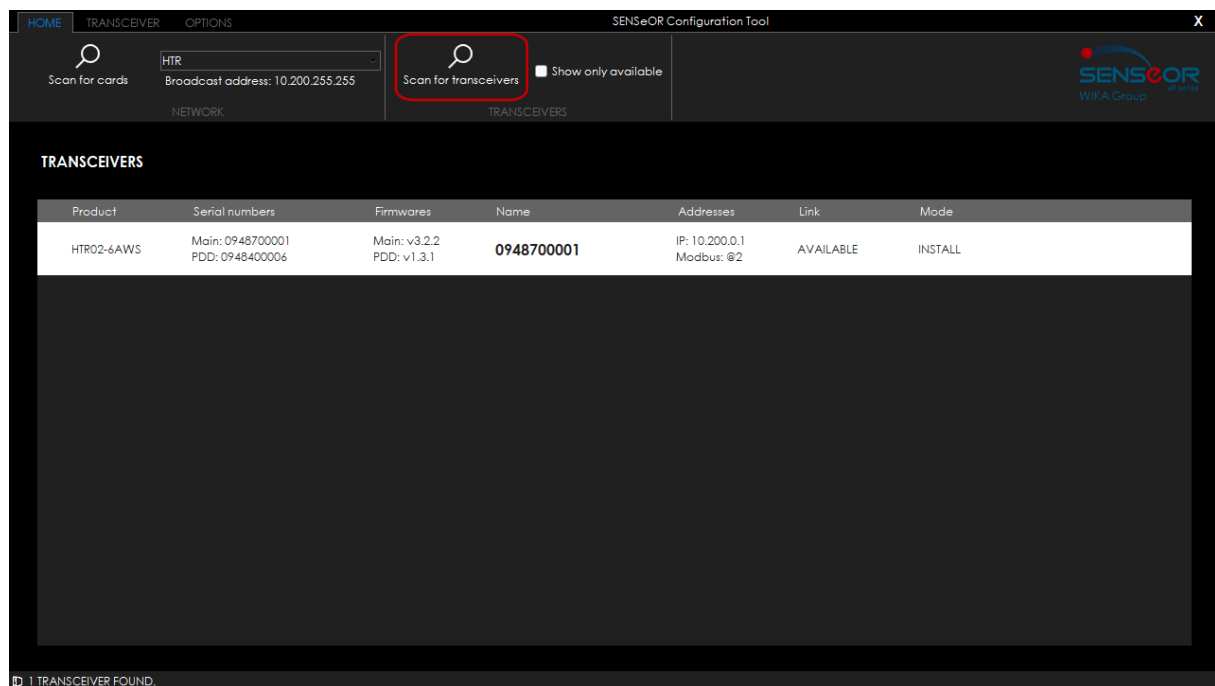 HOME TRANSCEIVER OPTIONS SENSeOR Configuration Tool X
Scan for cards
HTR
Broadcast address: 10.200.255.255
NETWORK
Scan for transceivers
Show only available
TRANSCEIVERS
SENSeOR
all sense
WIKA Group
TRANSCEIVERS
Product Serial numbers Firmwares Name Addresses Link Mode
HTR02-6AWS Main: 0948700001 Main: v3.2.2 0948700001 IP: 10.200.0.1 AVAILABLE INSTALL
PDD: 0948400006 PDD: v1.3.1 Modbus: @2
1 TRANSCEIVER FOUND.